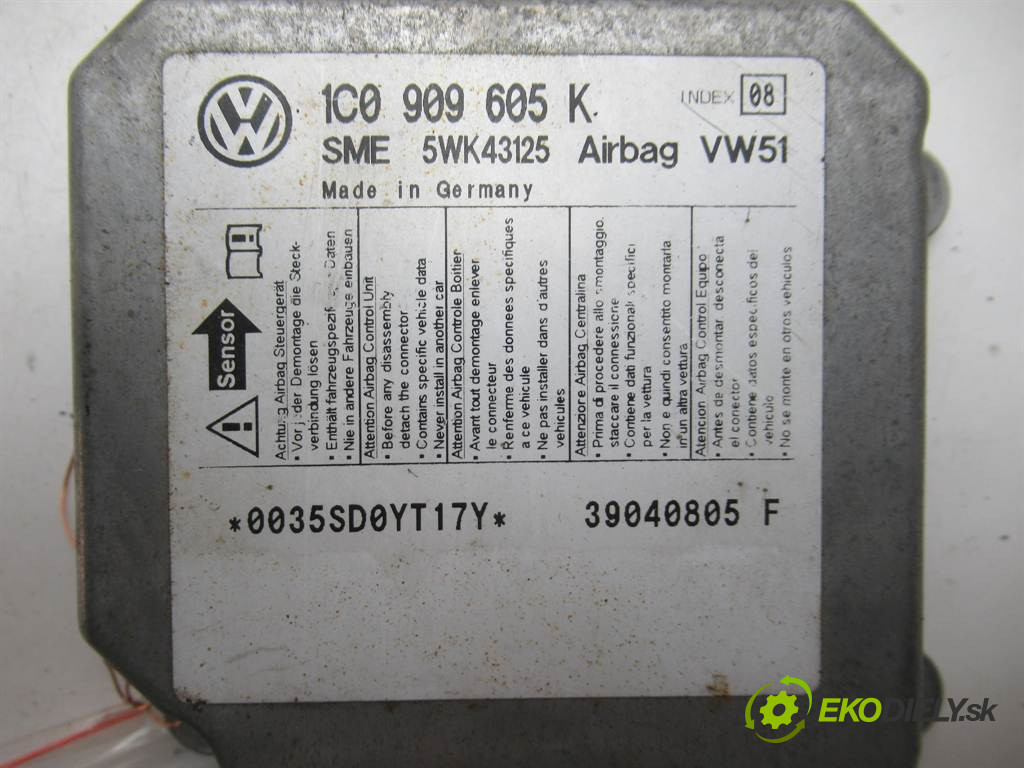 1C0 909 605 K
INDEX 08
SME 5WK43125 Airbag VW51
Made in Germany
Sensor
Achtung Airbag Steuergerät
• Vor jeder Demontage die Steck-
verbindung lösen
• Enthält fahrzeugspezif Daten
• Nie in andere Fahrzeuge einbauen
Attention Airbag Control Unit
• Before any disassembly
detach the connector
• Contains specific vehicle data
• Never install in another car
Attention Airbag Controle Boitier
• Avant tout demontage enlever
le connecteur
• Renferme des donnees specifiques
a ce vehicule
• Ne pas installer dans d'autres
vehicules
Attenzione Airbag Centralina
• Prima di procedere allo smontaggio.
staccare il connessione
• Contiene dati funzionali specifici
per la vettura
• Non e quindi consentito montarla
in un altra vettura
Atencion Airbag Control Equipo
• Antes de desmontar desconecta
el conector
• Contiene datos especificos del
vehiculo
• No se monte en otros vehiculos
*0035SD0YT17Y*
39040805 F
EKODIELY.sk